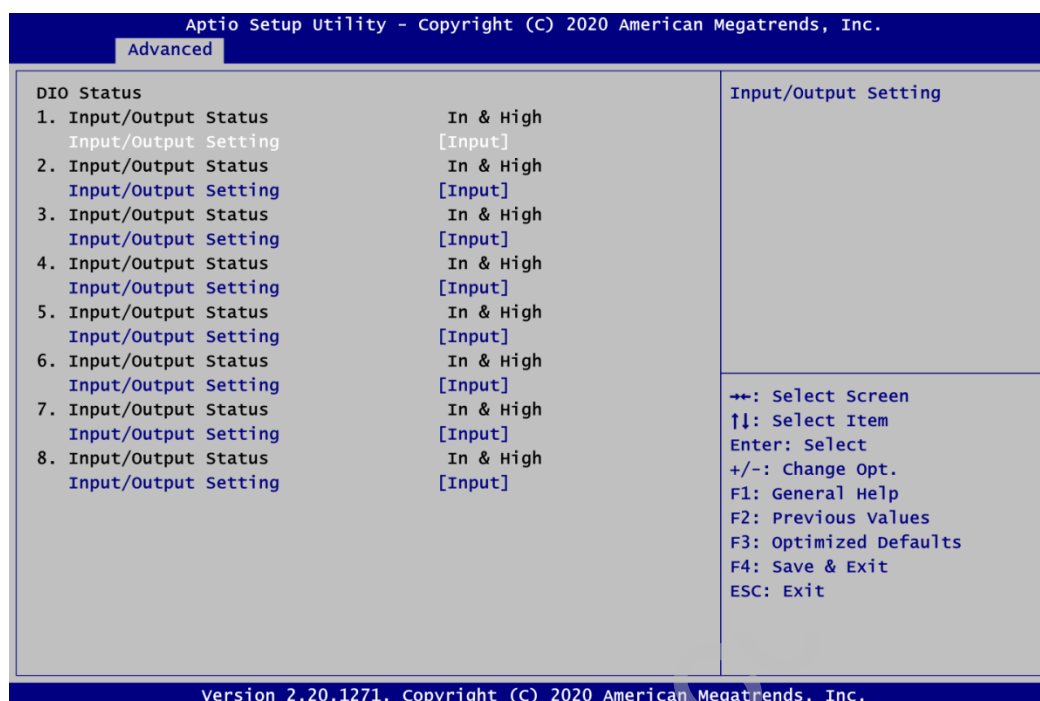 Aptio Setup Utility - Copyright (C) 2020 American Megatrends, Inc.
Advanced
DIO Status
1. Input/Output Status In & High
Input/Output Setting [Input]
2. Input/Output Status In & High
Input/Output Setting [Input]
3. Input/Output Status In & High
Input/Output Setting [Input]
4. Input/Output Status In & High
Input/Output Setting [Input]
5. Input/Output Status In & High
Input/Output Setting [Input]
6. Input/Output Status In & High
Input/Output Setting [Input]
7. Input/Output Status In & High
Input/Output Setting [Input]
8. Input/Output Status In & High
Input/Output Setting [Input]
Input/Output Setting
→←: Select Screen
↑↓: Select Item
Enter: Select
+/-: Change Opt.
F1: General Help
F2: Previous Values
F3: Optimized Defaults
F4: Save & Exit
ESC: Exit
Version 2.20.1271. Copyright (C) 2020 American Megatrends, Inc.